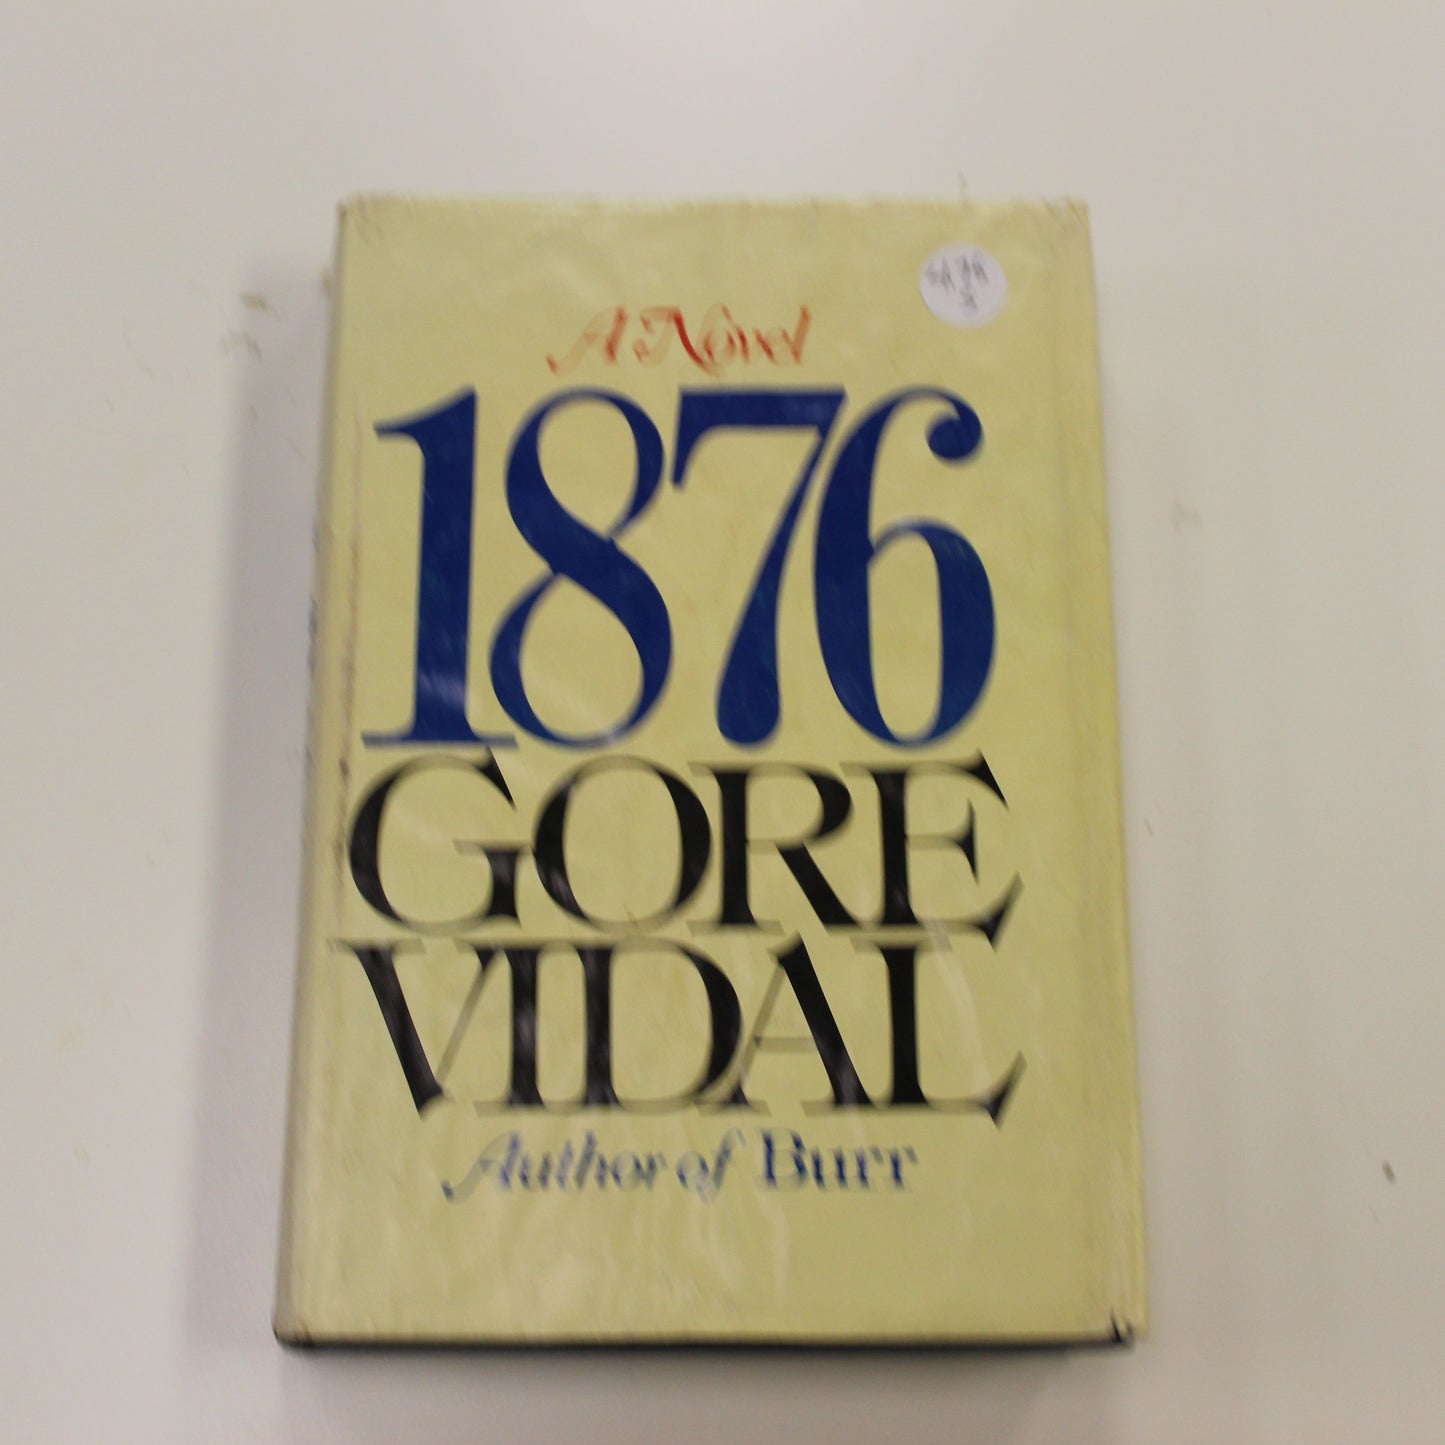 A Novel
1876
GORE
VIDAL
Author of Burr